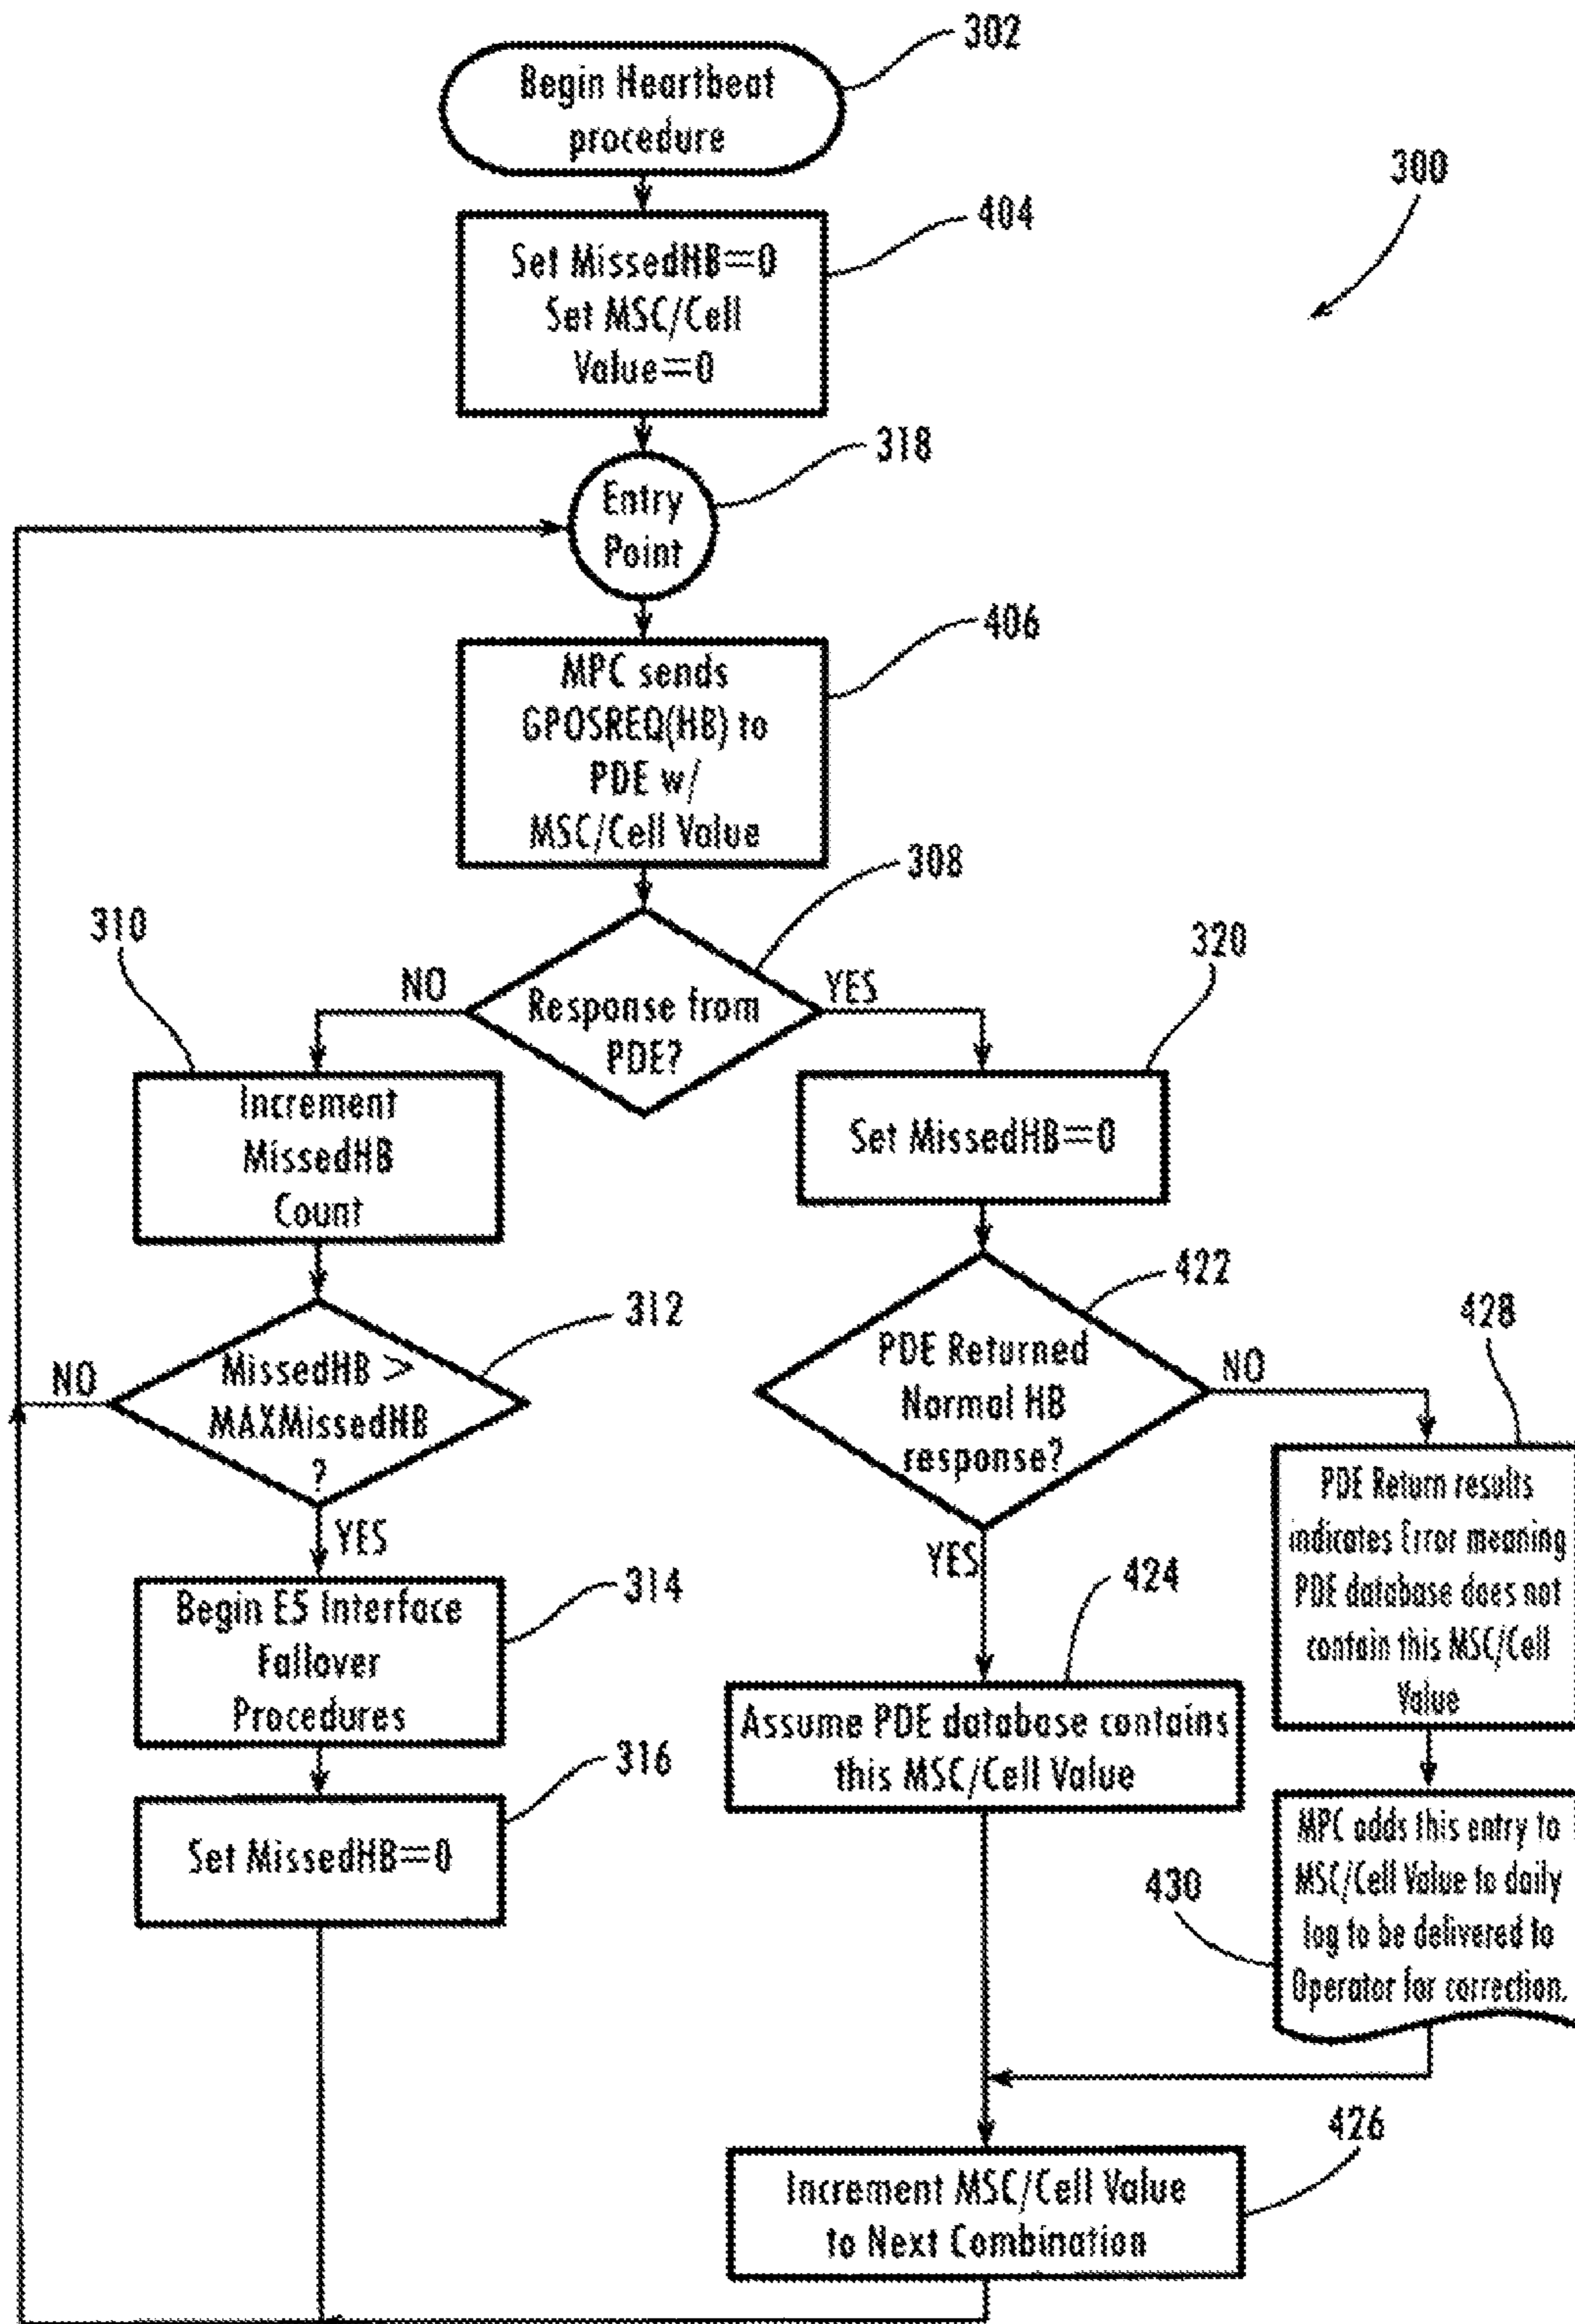 302
Begin Heartbeat
procedure
300
404
Set MissedHB=0
Set MSC/Cell
Value=0
318
Entry
Point
406
MPC sends
GPOSREQ(HB) to
PDE w/
MSC/Cell Value
308
310
320
NO
YES
Response from
PDE?
Increment
MissedHB
Count
Set MissedHB=0
422
312
428
NO
MissedHB >
MAXMissedHB
?
PDE Returned
Normal HB
response?
NO
YES
YES
PDE Return results
indicates Error meaning
PDE database does not
contain this MSC/Cell
Value
314
424
Begin E5 Interface
Fallover
Procedures
316
Assume PDE database contains
this MSC/Cell Value
Set MissedHB=0
430
MPC adds this entry to
MSC/Cell Value to daily
log to be delivered to
Operator for correction.
426
Increment MSC/Cell Value
to Next Combination